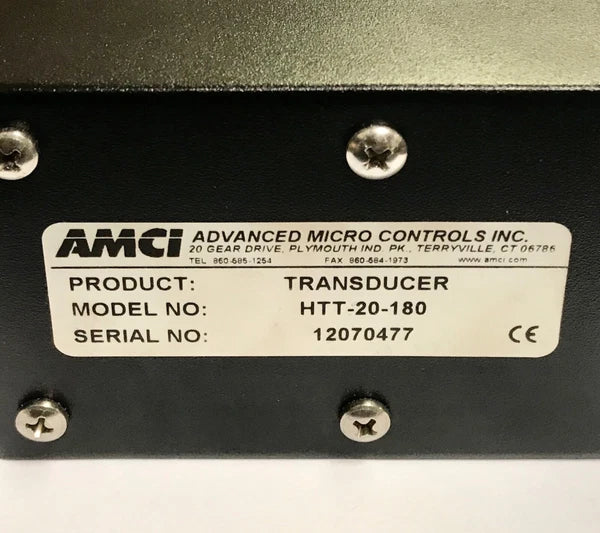 AMCI ADVANCED MICRO CONTROLS INC.
20 GEAR DRIVE, PLYMOUTH IND. PK., TERRYVILLE, CT 06786
TEL 860-585-1254 FAX 860-584-1973 www.amci.com
PRODUCT: TRANSDUCER
MODEL NO: HTT-20-180
SERIAL NO: 12070477 CE